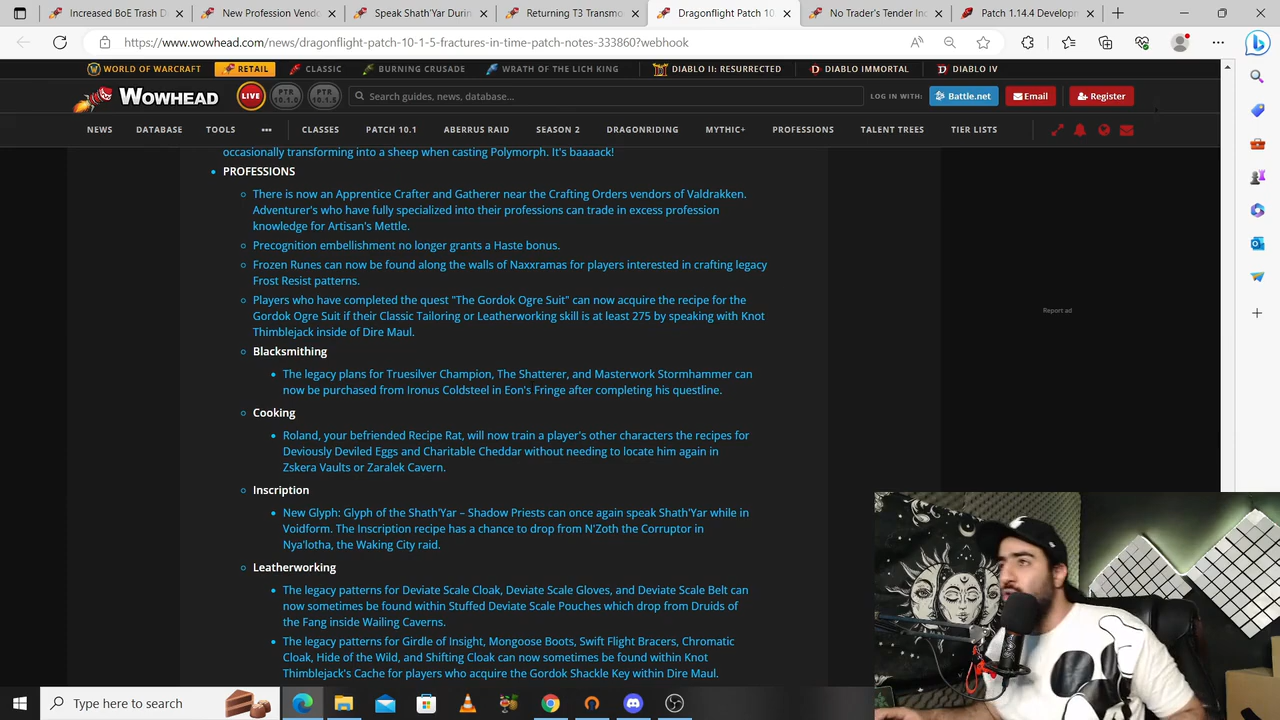 Increased BoE Trash D
New Profession Vend
Speak Shath'Yar Durin
Returning T3 Transmo
Dragonflight Patch 10
No Trader's Tender In
Patch 1.14.4 Develop
https://www.wowhead.com/news/dragonflight-patch-10-1-5-fractures-in-time-patch-notes-333860?webhook
WORLD OF WARCRAFT
RETAIL
CLASSIC
BURNING CRUSADE
WRATH OF THE LICH KING
DIABLO II: RESURRECTED
DIABLO IMMORTAL
DIABLO IV
WOWHEAD
LIVE
PTR 10.1.0
PTR 10.1.5
Search guides, news, database...
LOG IN WITH:
Battle.net
Email
Register
NEWS
DATABASE
TOOLS
CLASSES
PATCH 10.1
ABERRUS RAID
SEASON 2
DRAGONRIDING
MYTHIC+
PROFESSIONS
TALENT TREES
TIER LISTS
occasionally transforming into a sheep when casting Polymorph. It's baaaack!
PROFESSIONS
There is now an Apprentice Crafter and Gatherer near the Crafting Orders vendors of Valdrakken.
Adventurer's who have fully specialized into their professions can trade in excess profession
knowledge for Artisan's Mettle.
Precognition embellishment no longer grants a Haste bonus.
Frozen Runes can now be found along the walls of Naxxramas for players interested in crafting legacy
Frost Resist patterns.
Players who have completed the quest "The Gordok Ogre Suit" can now acquire the recipe for the
Gordok Ogre Suit if their Classic Tailoring or Leatherworking skill is at least 275 by speaking with Knot
Thimblejack inside of Dire Maul.
Blacksmithing
The legacy plans for Truesilver Champion, The Shatterer, and Masterwork Stormhammer can
now be purchased from Ironus Coldsteel in Eon's Fringe after completing his questline.
Cooking
Roland, your befriended Recipe Rat, will now train a player's other characters the recipes for
Deviously Deviled Eggs and Charitable Cheddar without needing to locate him again in
Zskera Vaults or Zaralek Cavern.
Inscription
New Glyph: Glyph of the Shath'Yar – Shadow Priests can once again speak Shath'Yar while in
Voidform. The Inscription recipe has a chance to drop from N'Zoth the Corruptor in
Nya'lotha, the Waking City raid.
Leatherworking
The legacy patterns for Deviate Scale Cloak, Deviate Scale Gloves, and Deviate Scale Belt can
now sometimes be found within Stuffed Deviate Scale Pouches which drop from Druids of
the Fang inside Wailing Caverns.
The legacy patterns for Girdle of Insight, Mongoose Boots, Swift Flight Bracers, Chromatic
Cloak, Hide of the Wild, and Shifting Cloak can now sometimes be found within Knot
Thimblejack's Cache for players who acquire the Gordok Shackle Key within Dire Maul.
Report ad
Type here to search